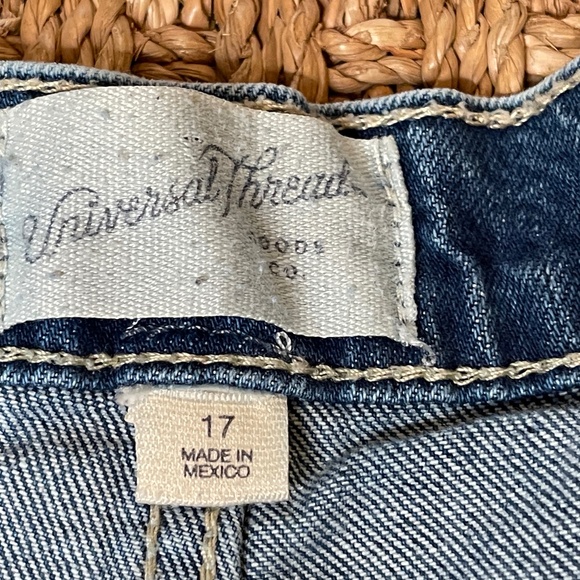 Universal Thread
GOODS
CO.
17
MADE IN
MEXICO